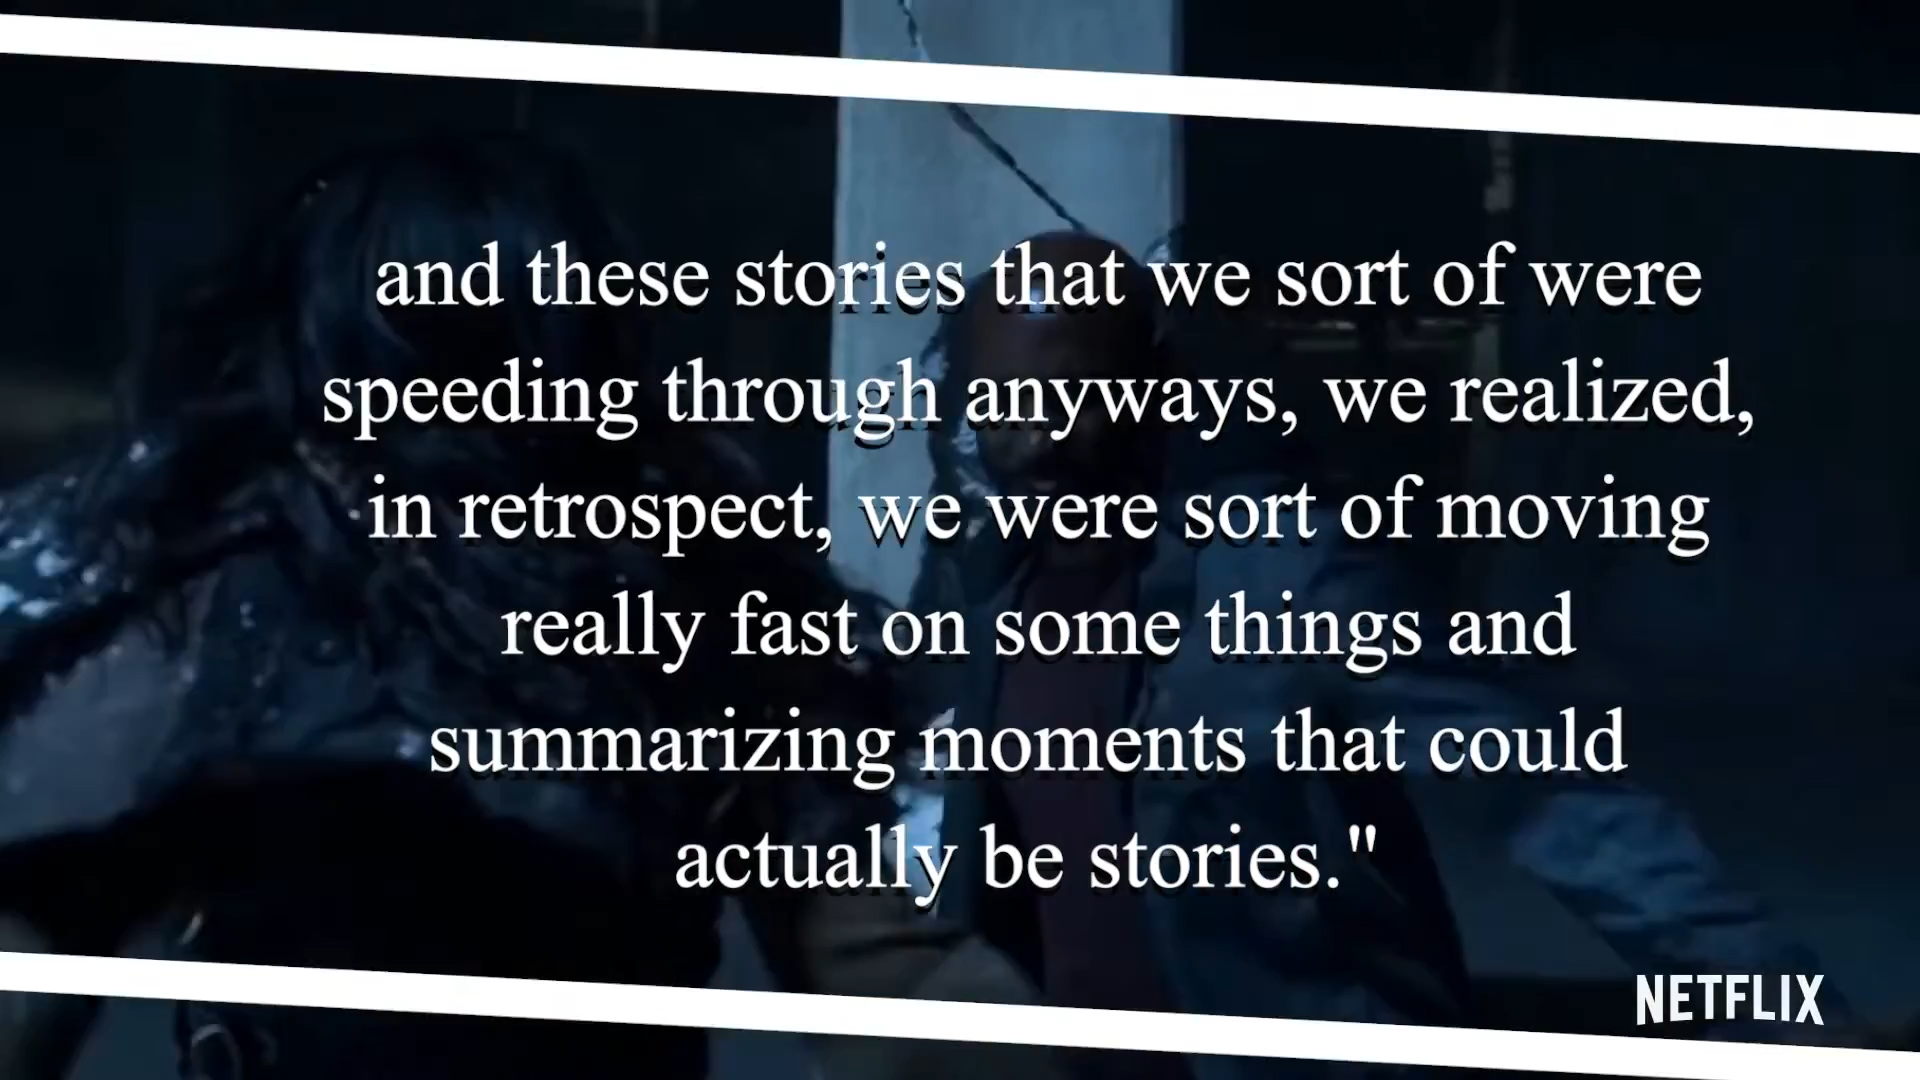 and these stories that we sort of were
speeding through anyways, we realized,
in retrospect, we were sort of moving
really fast on some things and
summarizing moments that could
actually be stories."
NETFLIX